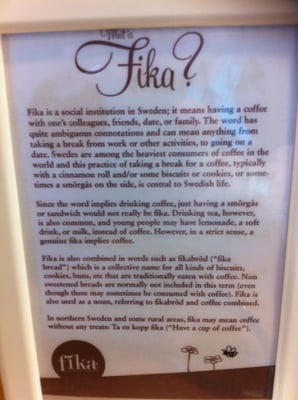 What is
Fika?
Fika is a social institution in Sweden; it means having a coffee
with one's colleagues, friends, date, or family. The word has
quite ambiguous connotations and can mean anything from
taking a break from work or other activities, to going on a
date. Swedes are among the heaviest consumers of coffee in the
world and this practice of taking a break for a coffee, typically
with a cinnamon roll and/or some biscuits or cookies, or some-
times a smörgås on the side, is central to Swedish life.
Since the word implies drinking coffee, just having a smörgås
or sandwich would not really be fika. Drinking tea, however,
is also common, and young people may have lemonade, a soft
drink, or milk, instead of coffee. However, in a strict sense, a
genuine fika implies coffee.
Fika is also combined in words such as fikabröd ("fika
bread") which is a collective name for all kinds of biscuits,
cookies, buns, etc that are traditionally eaten with coffee. Non
sweetened breads are normally not included in this term (even
though these may sometimes be consumed with coffee). Fika is
also used as a noun, referring to fikabröd and coffee combined.
In northern Sweden and some rural areas, fika may mean coffee
without any treats: Ta en kopp fika ("Have a cup of coffee").
fika